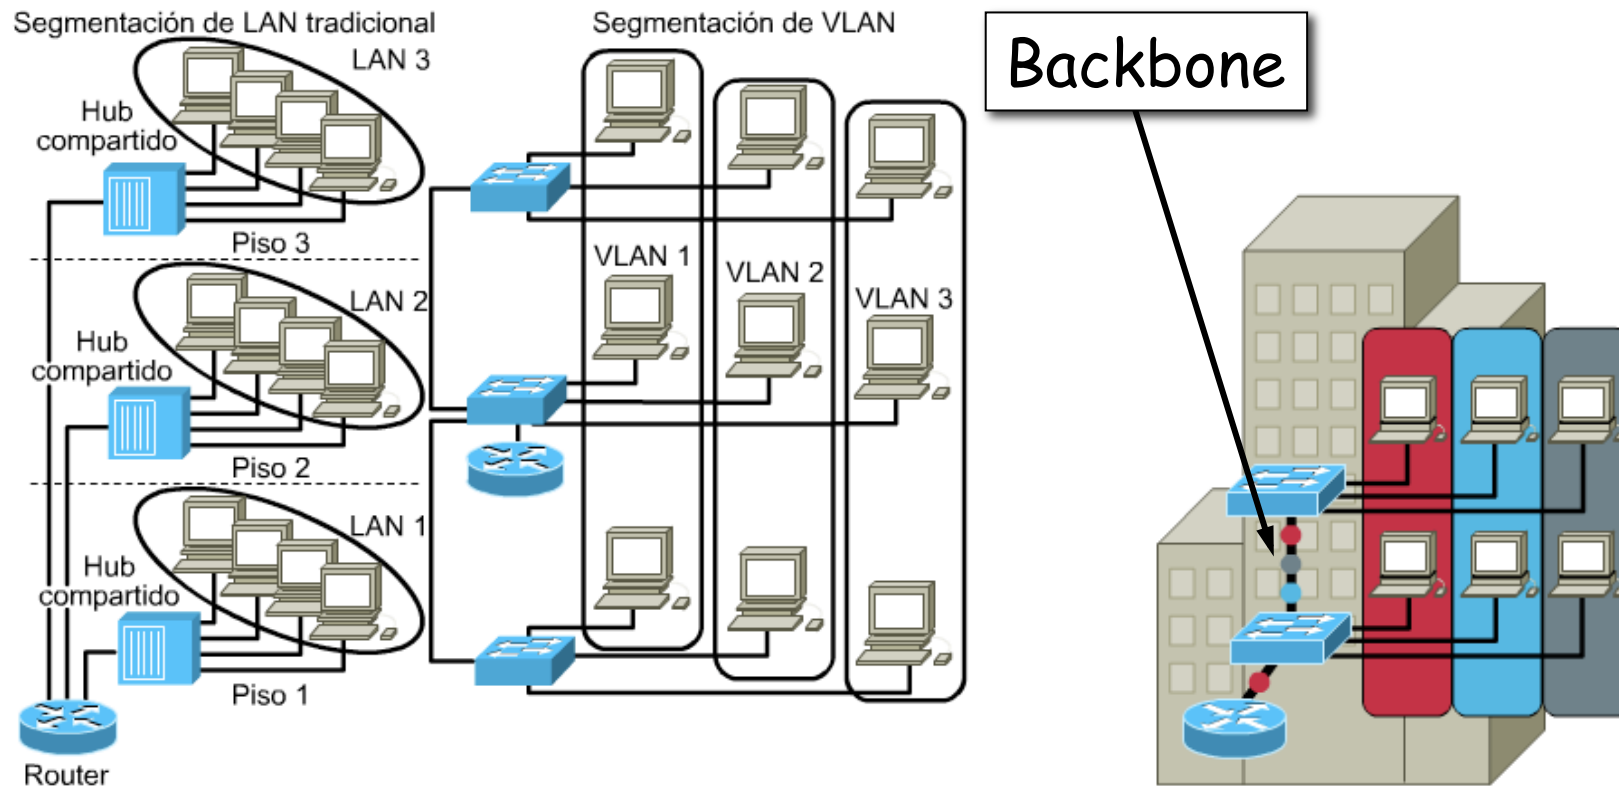 Segmentación de LAN tradicional
LAN 3
Hub
compartido
Piso 3
LAN 2
Hub
compartido
Piso 2
LAN 1
Hub
compartido
Piso 1
Router
Segmentación de VLAN
VLAN 1
VLAN 2
VLAN 3
Backbone